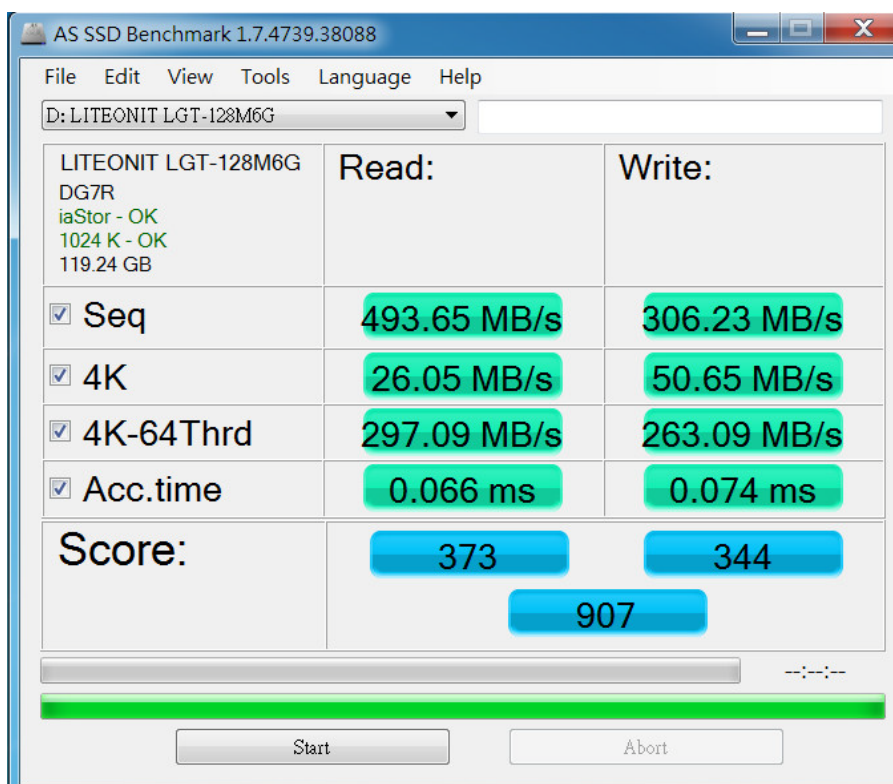 AS SSD Benchmark 1.7.4739.38088
File Edit View Tools Language Help
D: LITEONIT LGT-128M6G
LITEONIT LGT-128M6G
DG7R
iaStor - OK
1024 K - OK
119.24 GB
Read: Write:
Seq 493.65 MB/s 306.23 MB/s
4K 26.05 MB/s 50.65 MB/s
4K-64Thrd 297.09 MB/s 263.09 MB/s
Acc.time 0.066 ms 0.074 ms
Score: 373 344
907
--:--:--
Start Abort